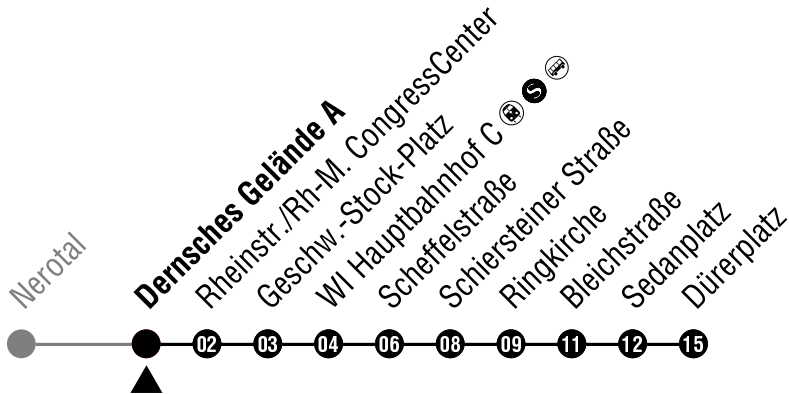 Nerotal
Dernsches Gelände A
Rheinstr./Rh-M. CongressCenter
Geschw.-Stock-Platz
WI Hauptbahnhof C S
Scheffelstraße
Schiersteiner Straße
Ringkirche
Bleichstraße
Sedanplatz
Dürerplatz
02 03 04 06 08 09 11 12 15